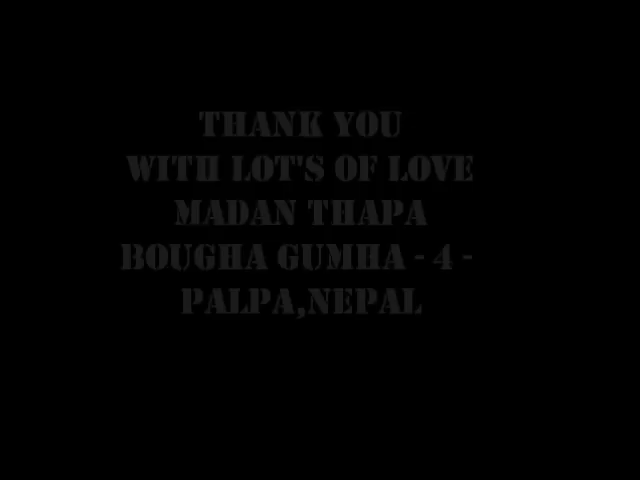 THANK YOU
WITH LOT'S OF LOVE
MADAN THAPA
BOUGHA GUMHA - 4 -
PALPA,NEPAL